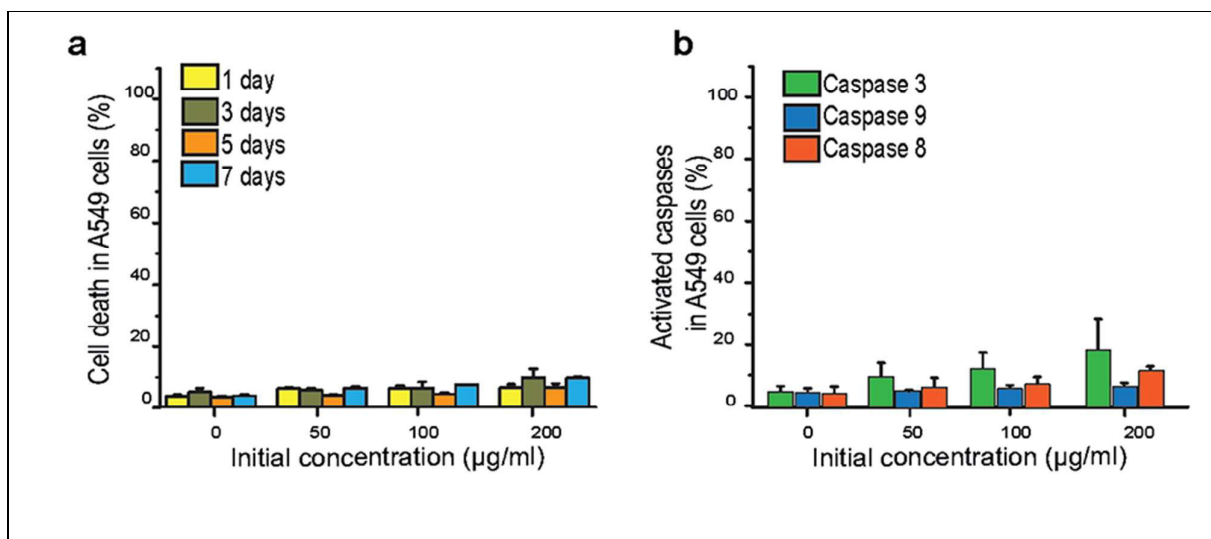 a
1 day
3 days
5 days
7 days
Cell death in A549 cells (%)
100
80
60
40
20
0
0 50 100 200
Initial concentration (µg/ml)
b
Caspase 3
Caspase 9
Caspase 8
Activated caspases
in A549 cells (%)
100
80
60
40
20
0
0 50 100 200
Initial concentration (µg/ml)